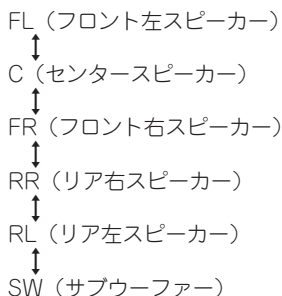 FL（フロント左スピーカー）
C（センタースピーカー）
FR（フロント右スピーカー）
RR（リア右スピーカー）
RL（リア左スピーカー）
SW（サブウーファー）